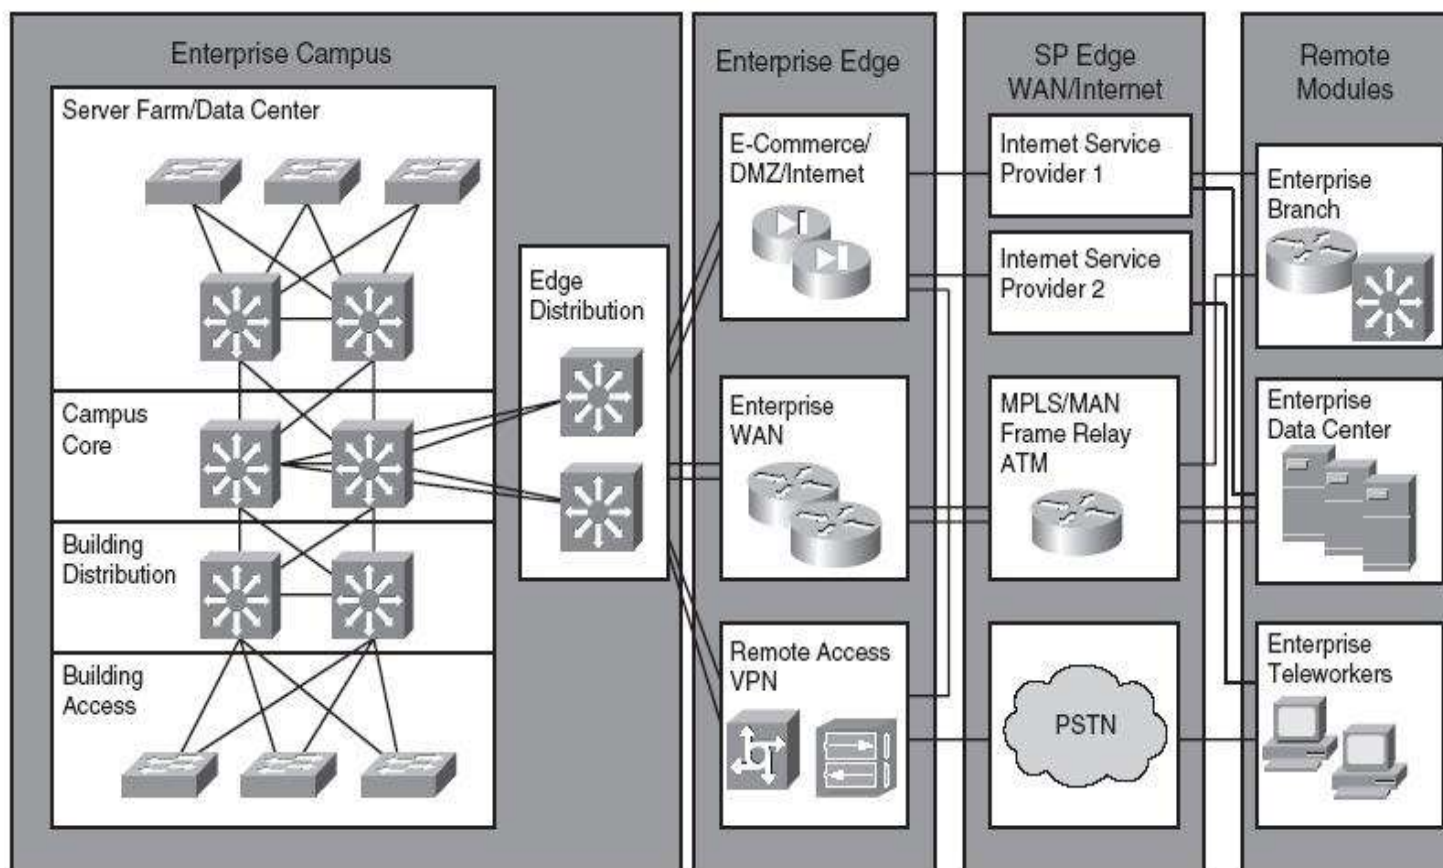 Enterprise Campus
Server Farm/Data Center
Edge
Distribution
Campus
Core
Building
Distribution
Building
Access
Enterprise Edge
E-Commerce/
DMZ/Internet
Enterprise
WAN
Remote Access
VPN
SP Edge
WAN/Internet
Internet Service
Provider 1
Internet Service
Provider 2
MPLS/MAN
Frame Relay
ATM
PSTN
Remote
Modules
Enterprise
Branch
Enterprise
Data Center
Enterprise
Teleworkers